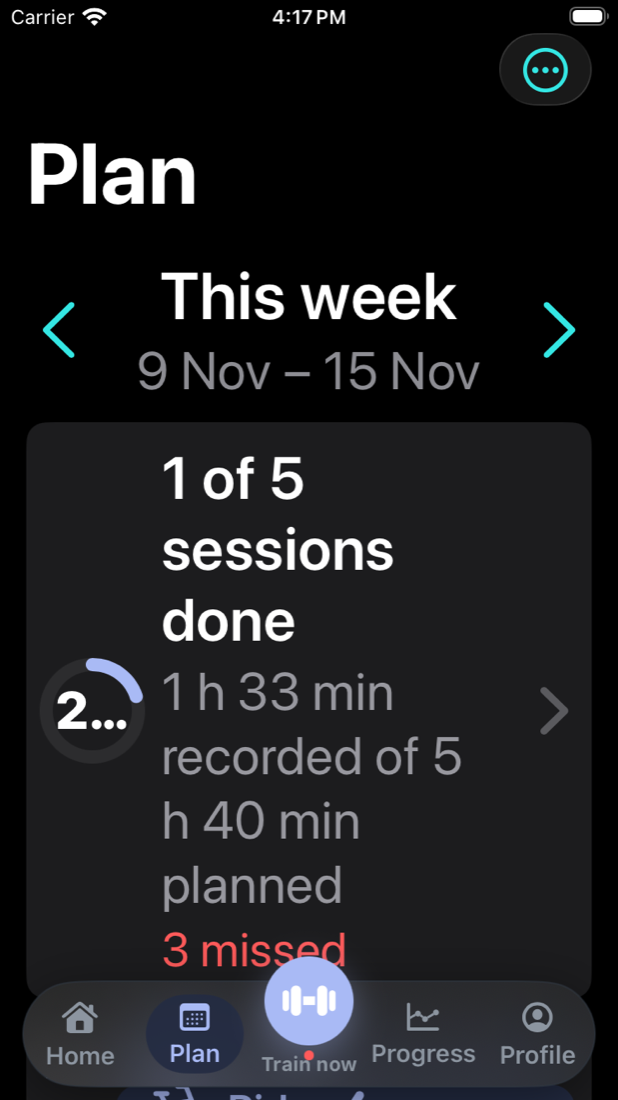 Carrier
4:17 PM
Plan
This week
9 Nov – 15 Nov
1 of 5
sessions
done
2...
1 h 33 min
recorded of 5
h 40 min
planned
3 missed
Home
Plan
Train now
Progress
Profile